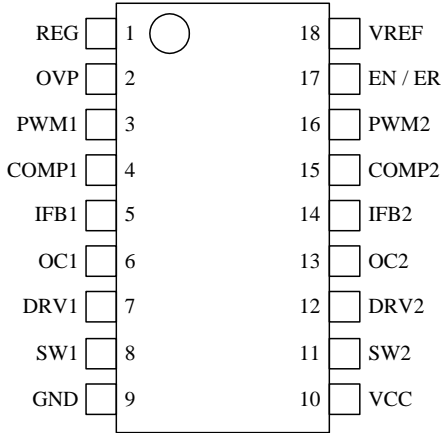 REG 1 18 VREF
OVP 2 17 EN / ER
PWM1 3 16 PWM2
COMP1 4 15 COMP2
IFB1 5 14 IFB2
OC1 6 13 OC2
DRV1 7 12 DRV2
SW1 8 11 SW2
GND 9 10 VCC